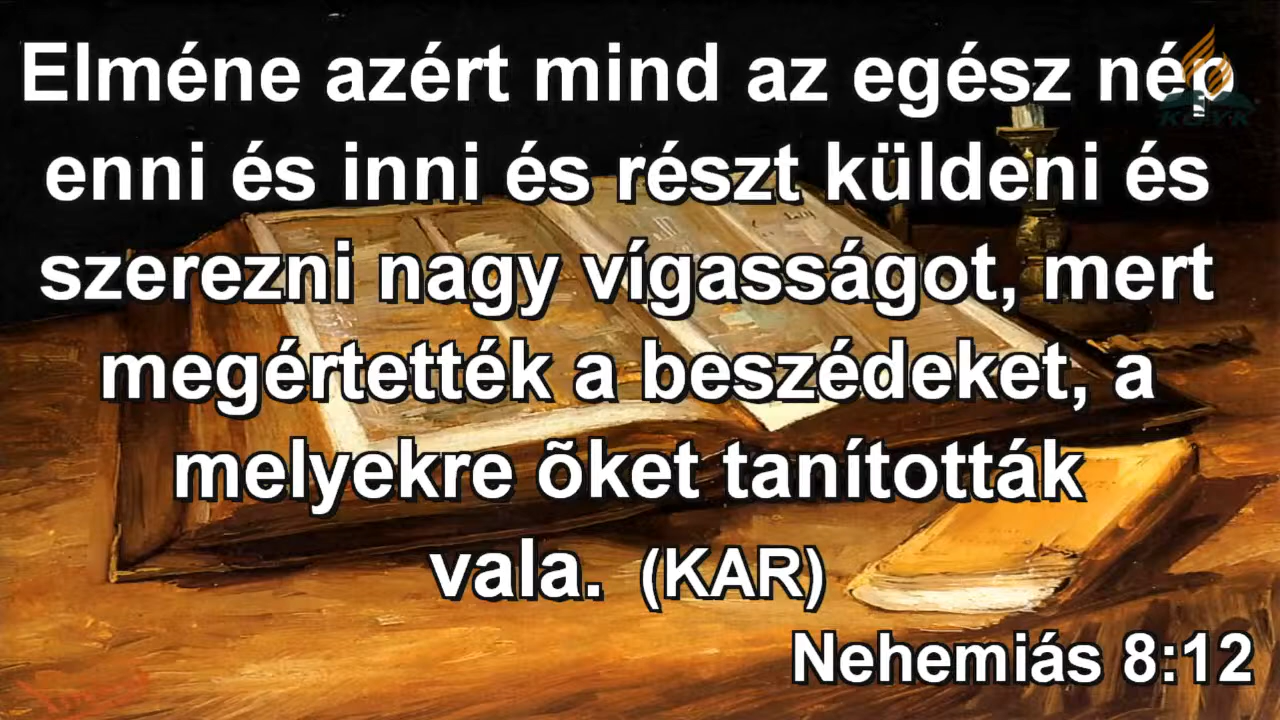 Elméne azért mind az egész nép
enni és inni és részt küldeni és
szerezni nagy vígasságot, mert
megértették a beszédeket, a
melyekre õket tanították
vala. (KAR)
Nehemiás 8:12